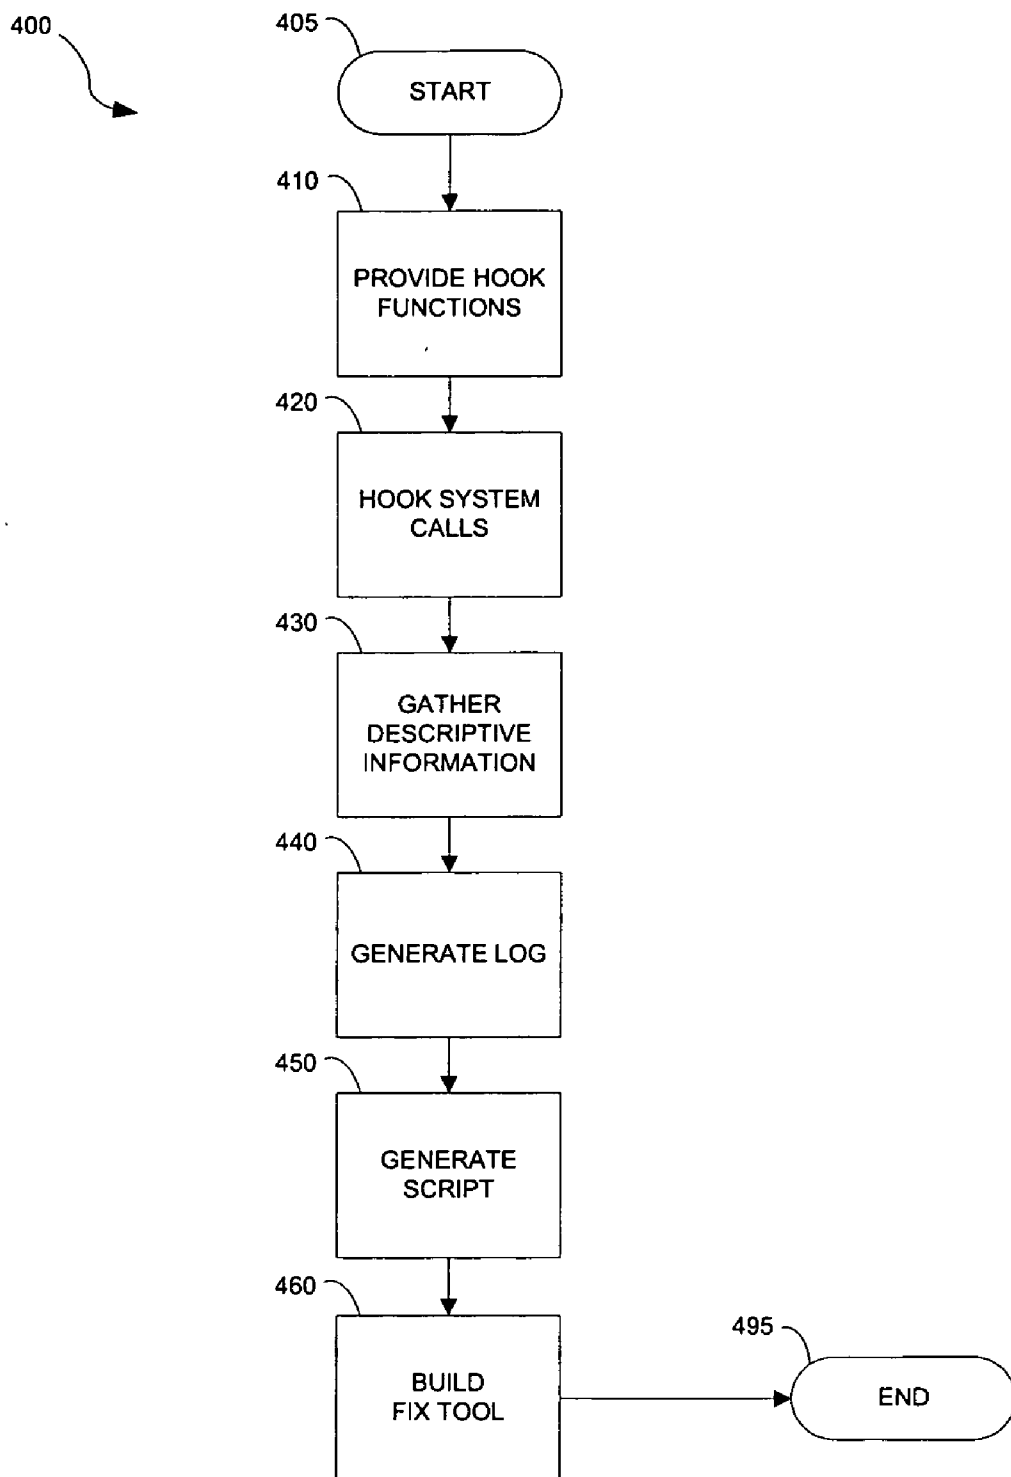 400
405
START
410
PROVIDE HOOK
FUNCTIONS
420
HOOK SYSTEM
CALLS
430
GATHER
DESCRIPTIVE
INFORMATION
440
GENERATE LOG
450
GENERATE
SCRIPT
460
BUILD
FIX TOOL
495
END